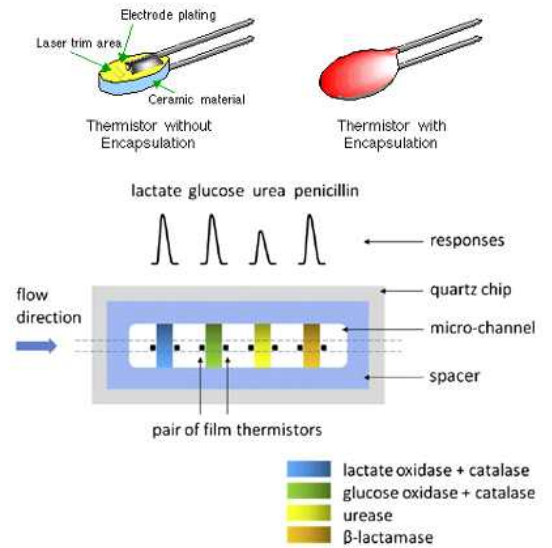 Electrode plating
Laser trim area
Ceramic material
Thermistor without
Encapsulation
Thermistor with
Encapsulation
lactate glucose urea penicillin
responses
quartz chip
flow
direction
micro-channel
spacer
pair of film thermistors
lactate oxidase + catalase
glucose oxidase + catalase
urease
β-lactamase